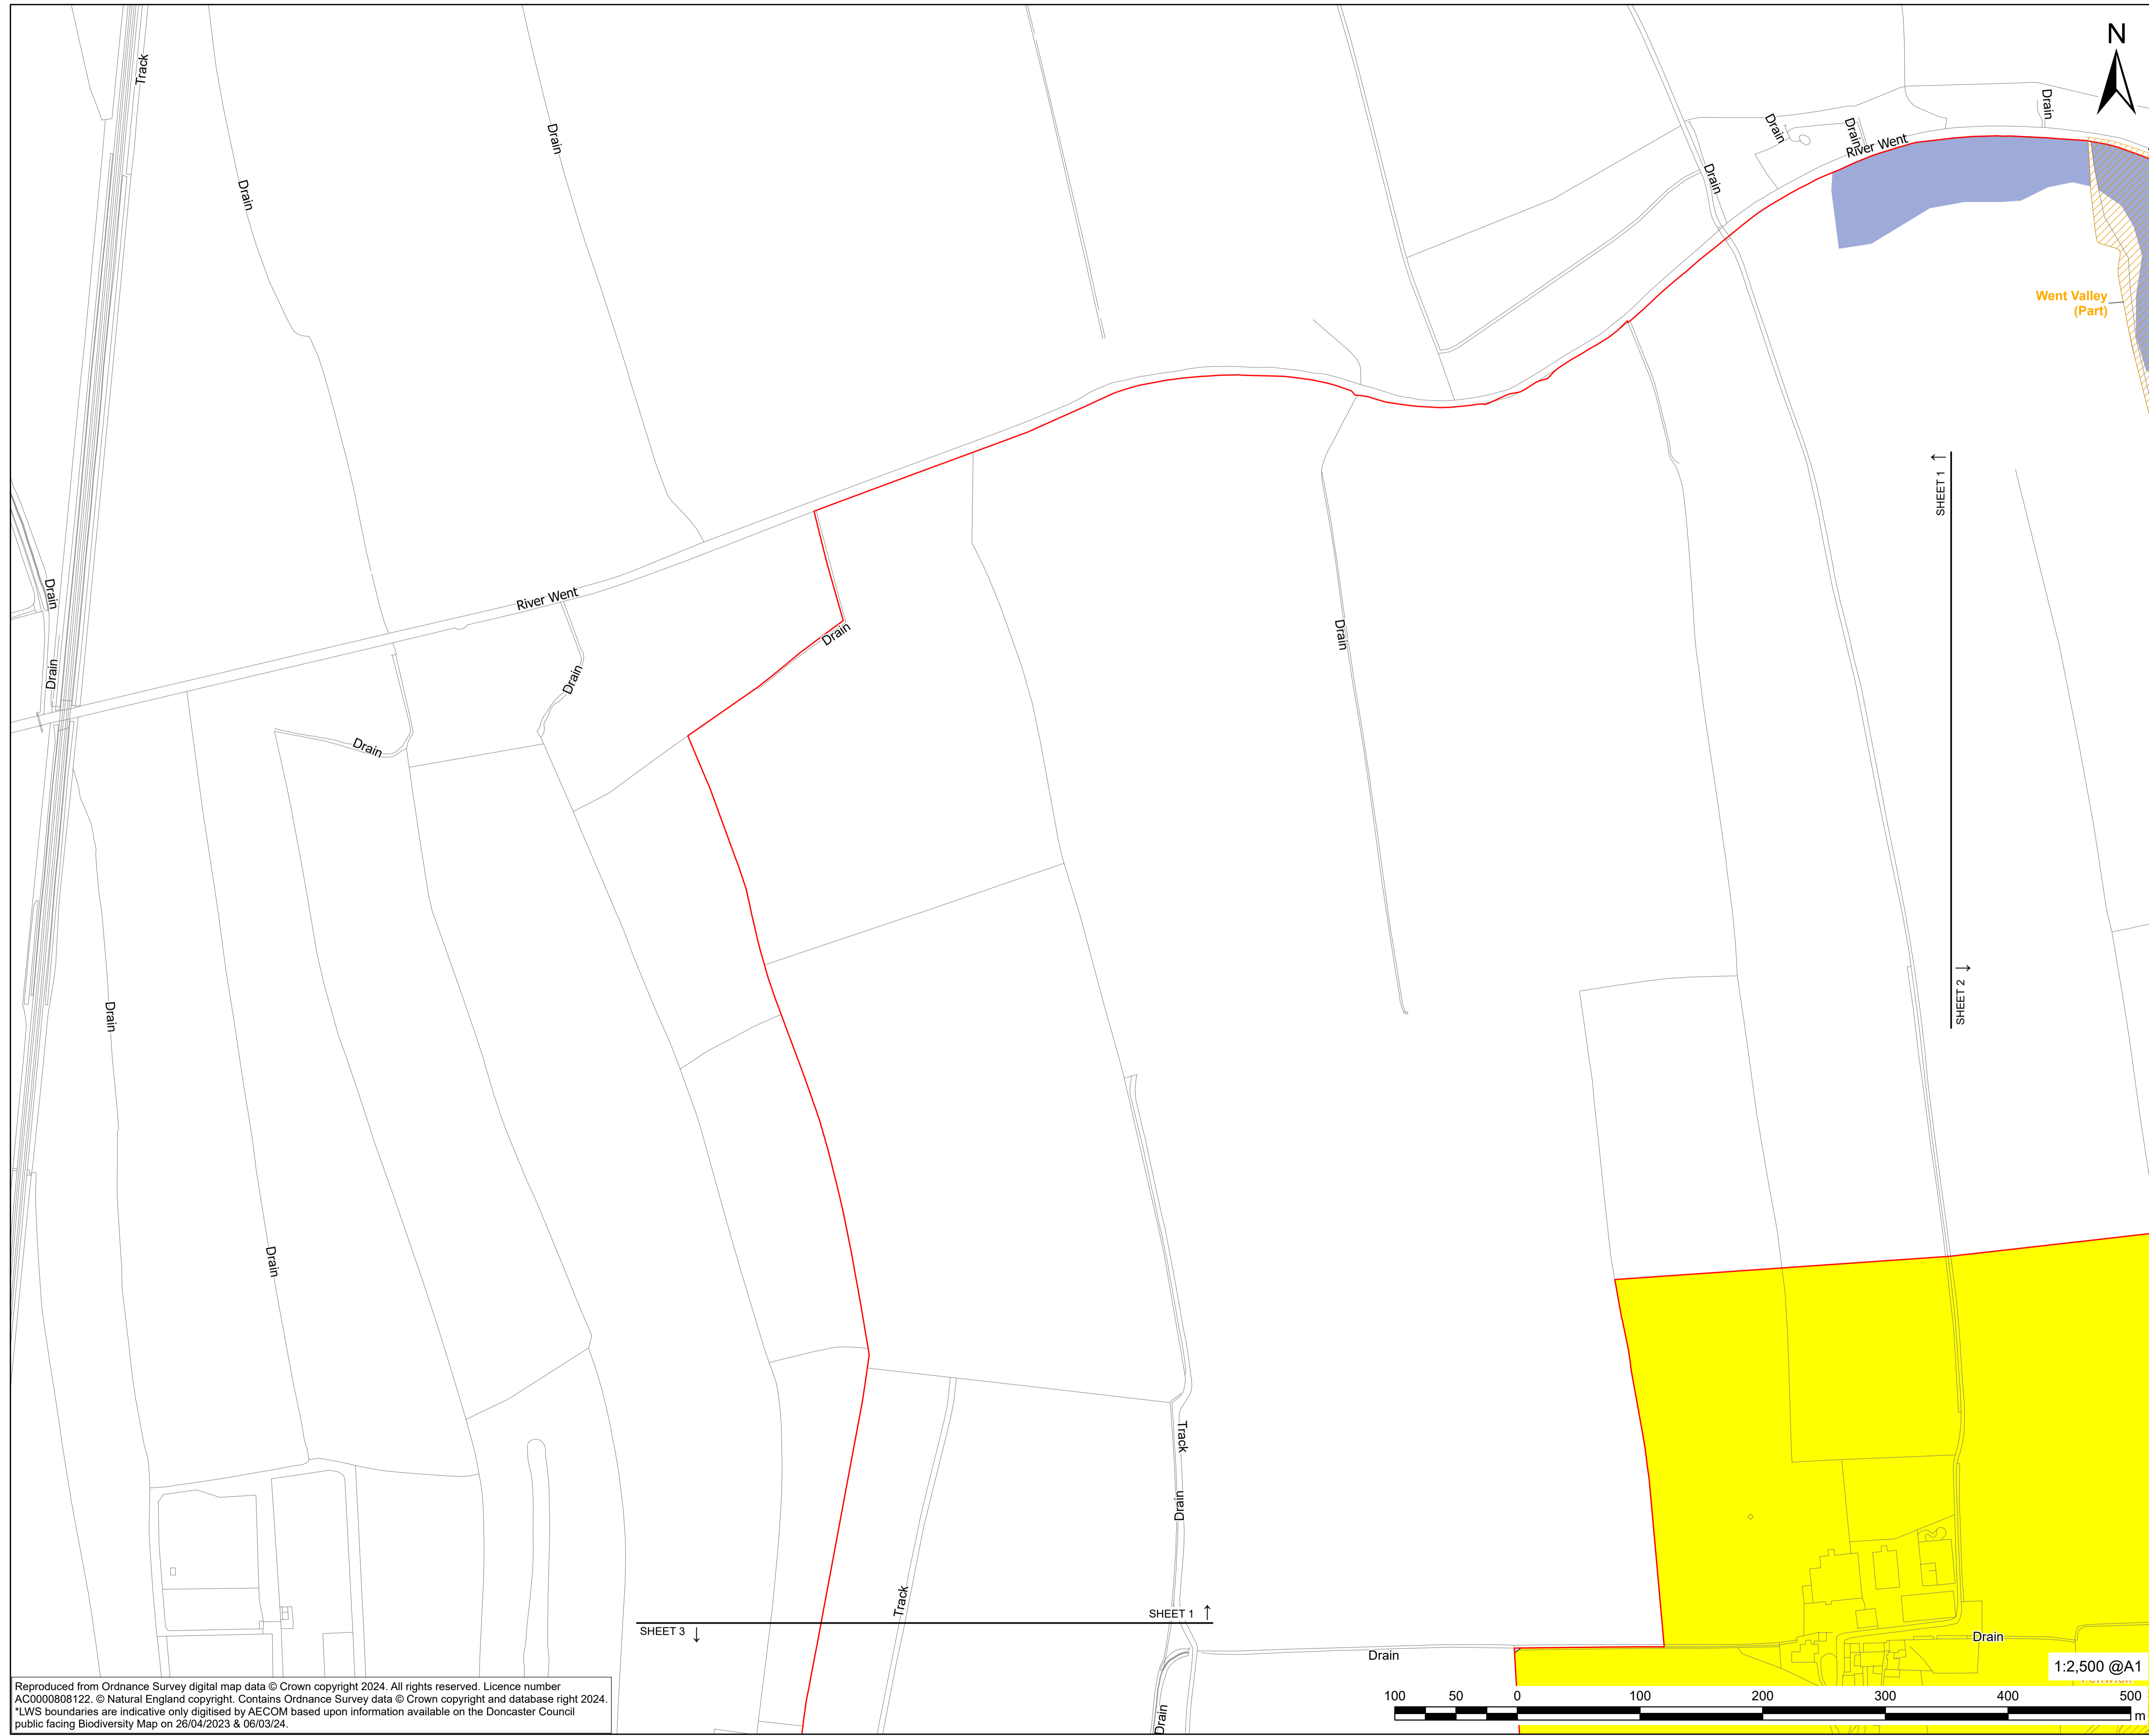 N
Track
Drain
Drain
Drain
Drain
Drain
River Went
Drain
Drain
Went Valley
(Part)
SHEET 1 ↑
River Went
Drain
Drain
Drain
Drain
Drain
Drain
Drain
SHEET 2 ↓
Drain
Drain
Track
Drain
Track
SHEET 1 ↑
SHEET 3 ↓
Drain
Drain
Drain
1:2,500 @A1
100 50 0 100 200 300 400 500
m
Reproduced from Ordnance Survey digital map data © Crown copyright 2024. All rights reserved. Licence number
AC0000808122. © Natural England copyright. Contains Ordnance Survey data © Crown copyright and database right 2024.
*LWS boundaries are indicative only digitised by AECOM based upon information available on the Doncaster Council
public facing Biodiversity Map on 26/04/2023 & 06/03/24.